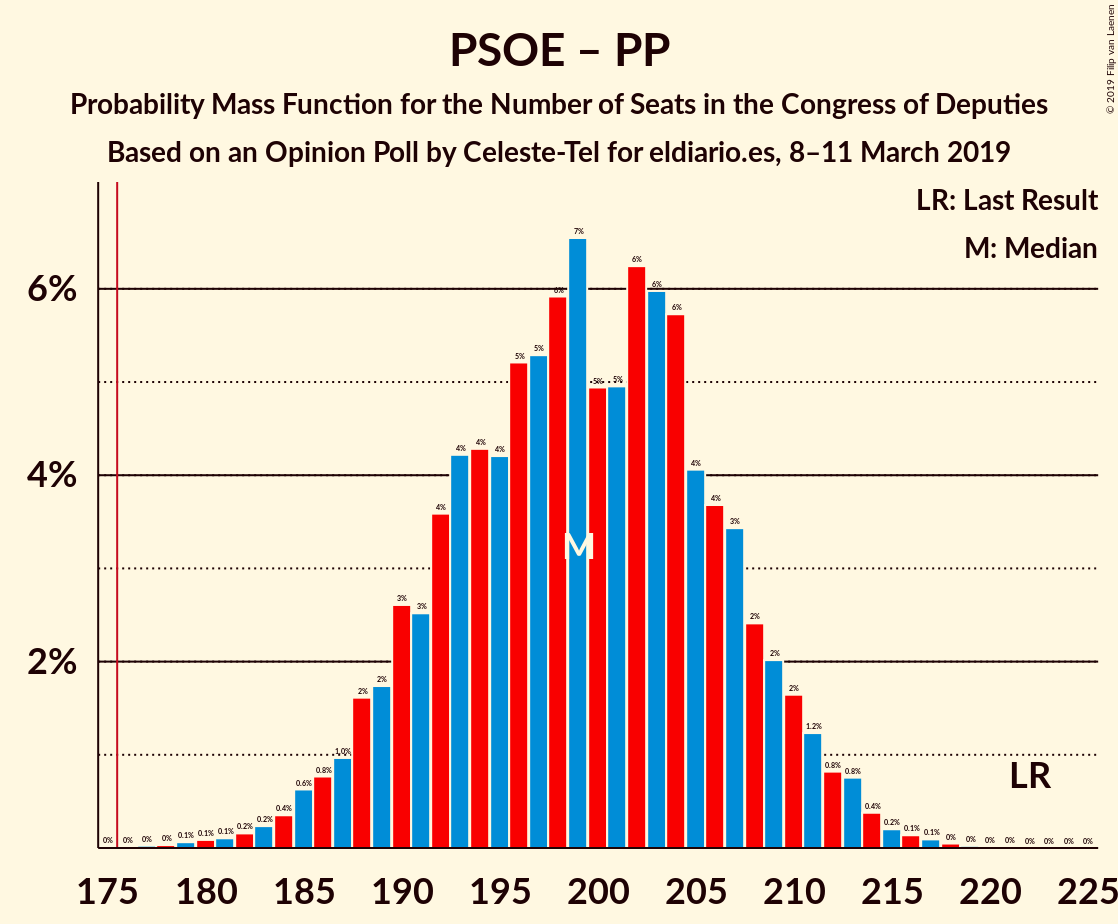 PSOE – PP
Probability Mass Function for the Number of Seats in the Congress of Deputies
Based on an Opinion Poll by Celeste-Tel for eldiario.es, 8–11 March 2019
© 2019 Filip van Laenen
LR: Last Result
M: Median
6%
4%
2%
0% 0% 0% 0% 0.1% 0.1% 0.1% 0.2% 0.2% 0.4% 0.6% 0.8% 1.0% 2% 2% 3% 3% 4% 4% 4% 4% 5% 5% 6% 7% 5% 5% 6% 6% 6% 4% 4% 3% 2% 2% 2% 1.2% 0.8% 0.8% 0.4% 0.2% 0.1% 0.1% 0% 0% 0% 0% 0% 0% 0% 0%
M
LR
175 180 185 190 195 200 205 210 215 220 225